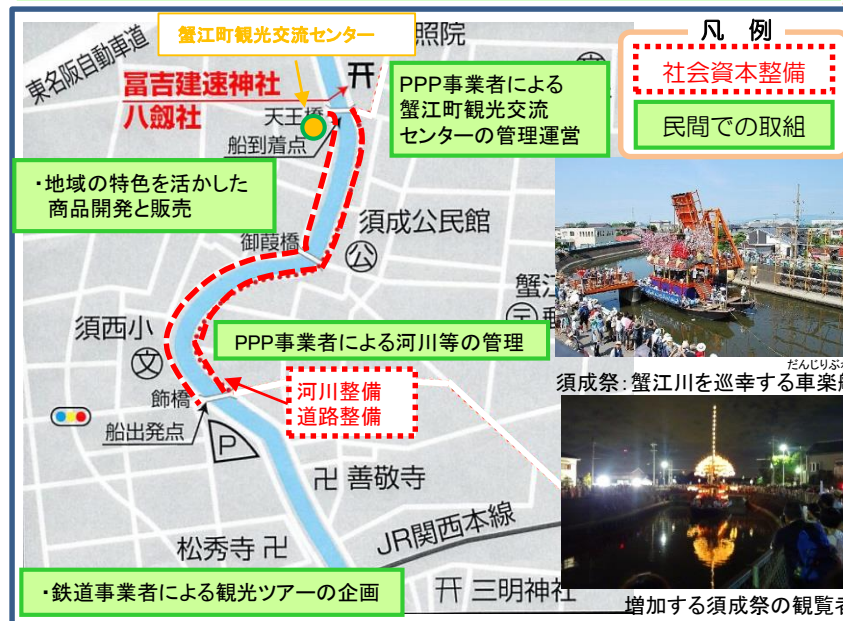 蟹江町観光交流センター
照院
凡 例
社会資本整備
民間での取組
東名阪自動車道
冨吉建速神社
八劔社
天王橋
船到着点
PPP事業者による
蟹江町観光交流
センターの管理運営
・地域の特色を活かした
商品開発と販売
須成公民館
公
御葭橋
蟹江
須西小
文
PPP事業者による河川等の管理
だんじりぶね
須成祭：蟹江川を巡幸する車楽船
河川整備
道路整備
飾橋
船出発点
P
卍 善敬寺
JR関西本線
松秀寺 卍
・鉄道事業者による観光ツアーの企画
三明神社
増加する須成祭の観覧者